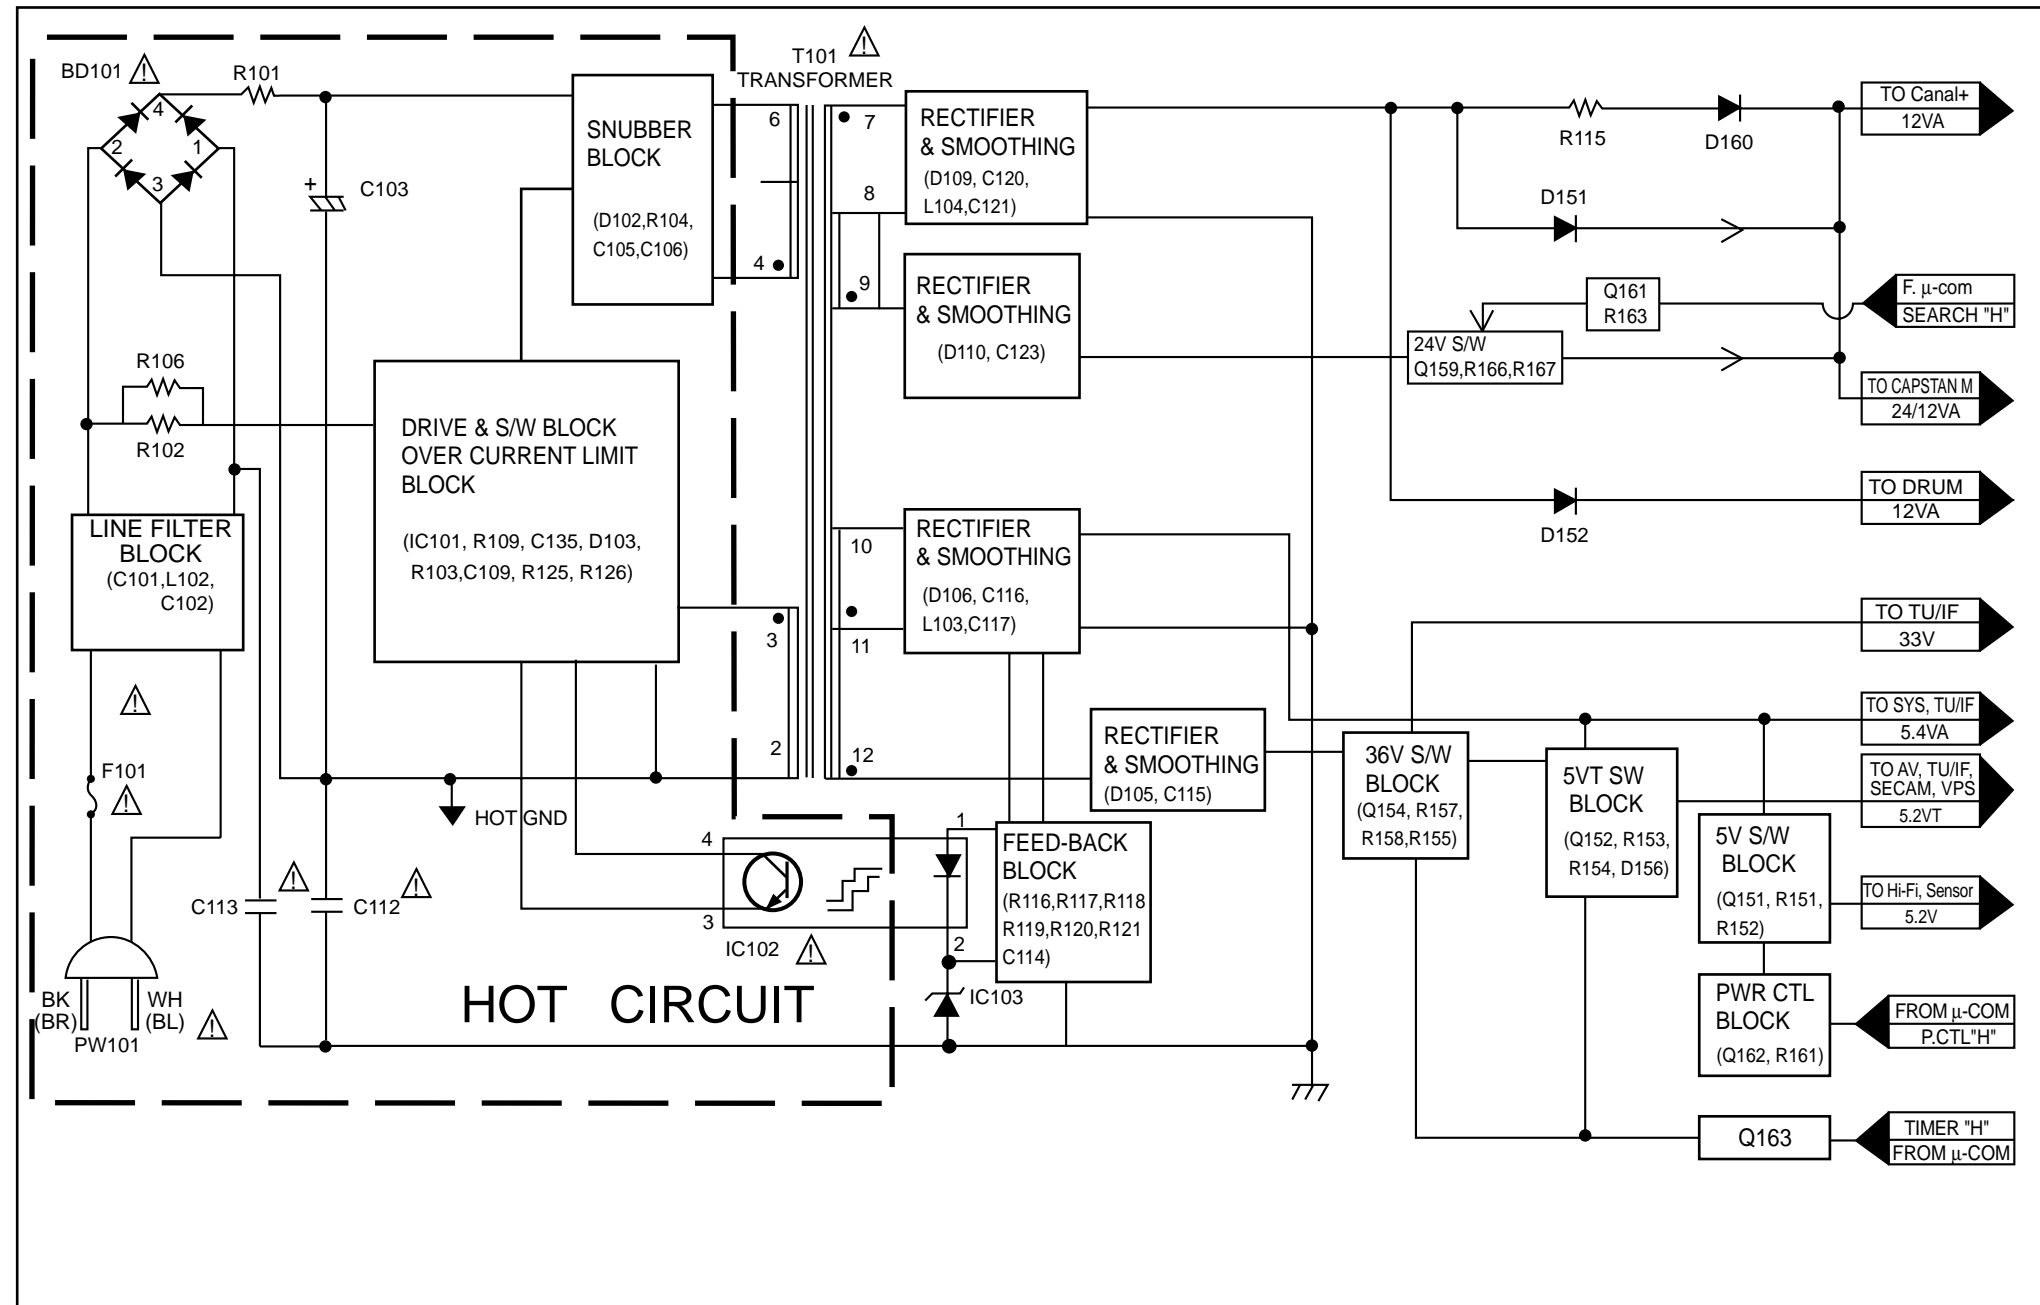 BD101
R101
4
2
1
3
+
C103
SNUBBER
BLOCK
(D102,R104,
C105,C106)
T101
TRANSFORMER
6
4
3
2
7
8
9
10
11
12
RECTIFIER
& SMOOTHING
(D109, C120,
L104,C121)
RECTIFIER
& SMOOTHING
(D110, C123)
R115
D160
D151
TO Canal+
12VA
Q161
R163
F. μ-com
SEARCH "H"
24V S/W
Q159,R166,R167
TO CAPSTAN M
24/12VA
R106
R102
DRIVE & S/W BLOCK
OVER CURRENT LIMIT
BLOCK
(IC101, R109, C135, D103,
R103,C109, R125, R126)
D152
TO DRUM
12VA
LINE FILTER
BLOCK
(C101,L102,
C102)
RECTIFIER
& SMOOTHING
(D106, C116,
L103,C117)
TO TU/IF
33V
RECTIFIER
& SMOOTHING
(D105, C115)
36V S/W
BLOCK
(Q154, R157,
R158,R155)
5VT SW
BLOCK
(Q152, R153,
R154, D156)
5V S/W
BLOCK
(Q151, R151,
R152)
TO SYS, TU/IF
5.4VA
TO AV, TU/IF,
SECAM, VPS
5.2VT
TO Hi-Fi, Sensor
5.2V
F101
HOT GND
C113
C112
4
3
IC102
1
2
FEED-BACK
BLOCK
(R116,R117,R118
R119,R120,R121
C114)
IC103
PWR CTL
BLOCK
(Q162, R161)
FROM μ-COM
P.CTL"H"
BK
(BR)
WH
(BL)
PW101
HOT CIRCUIT
Q163
TIMER "H"
FROM μ-COM